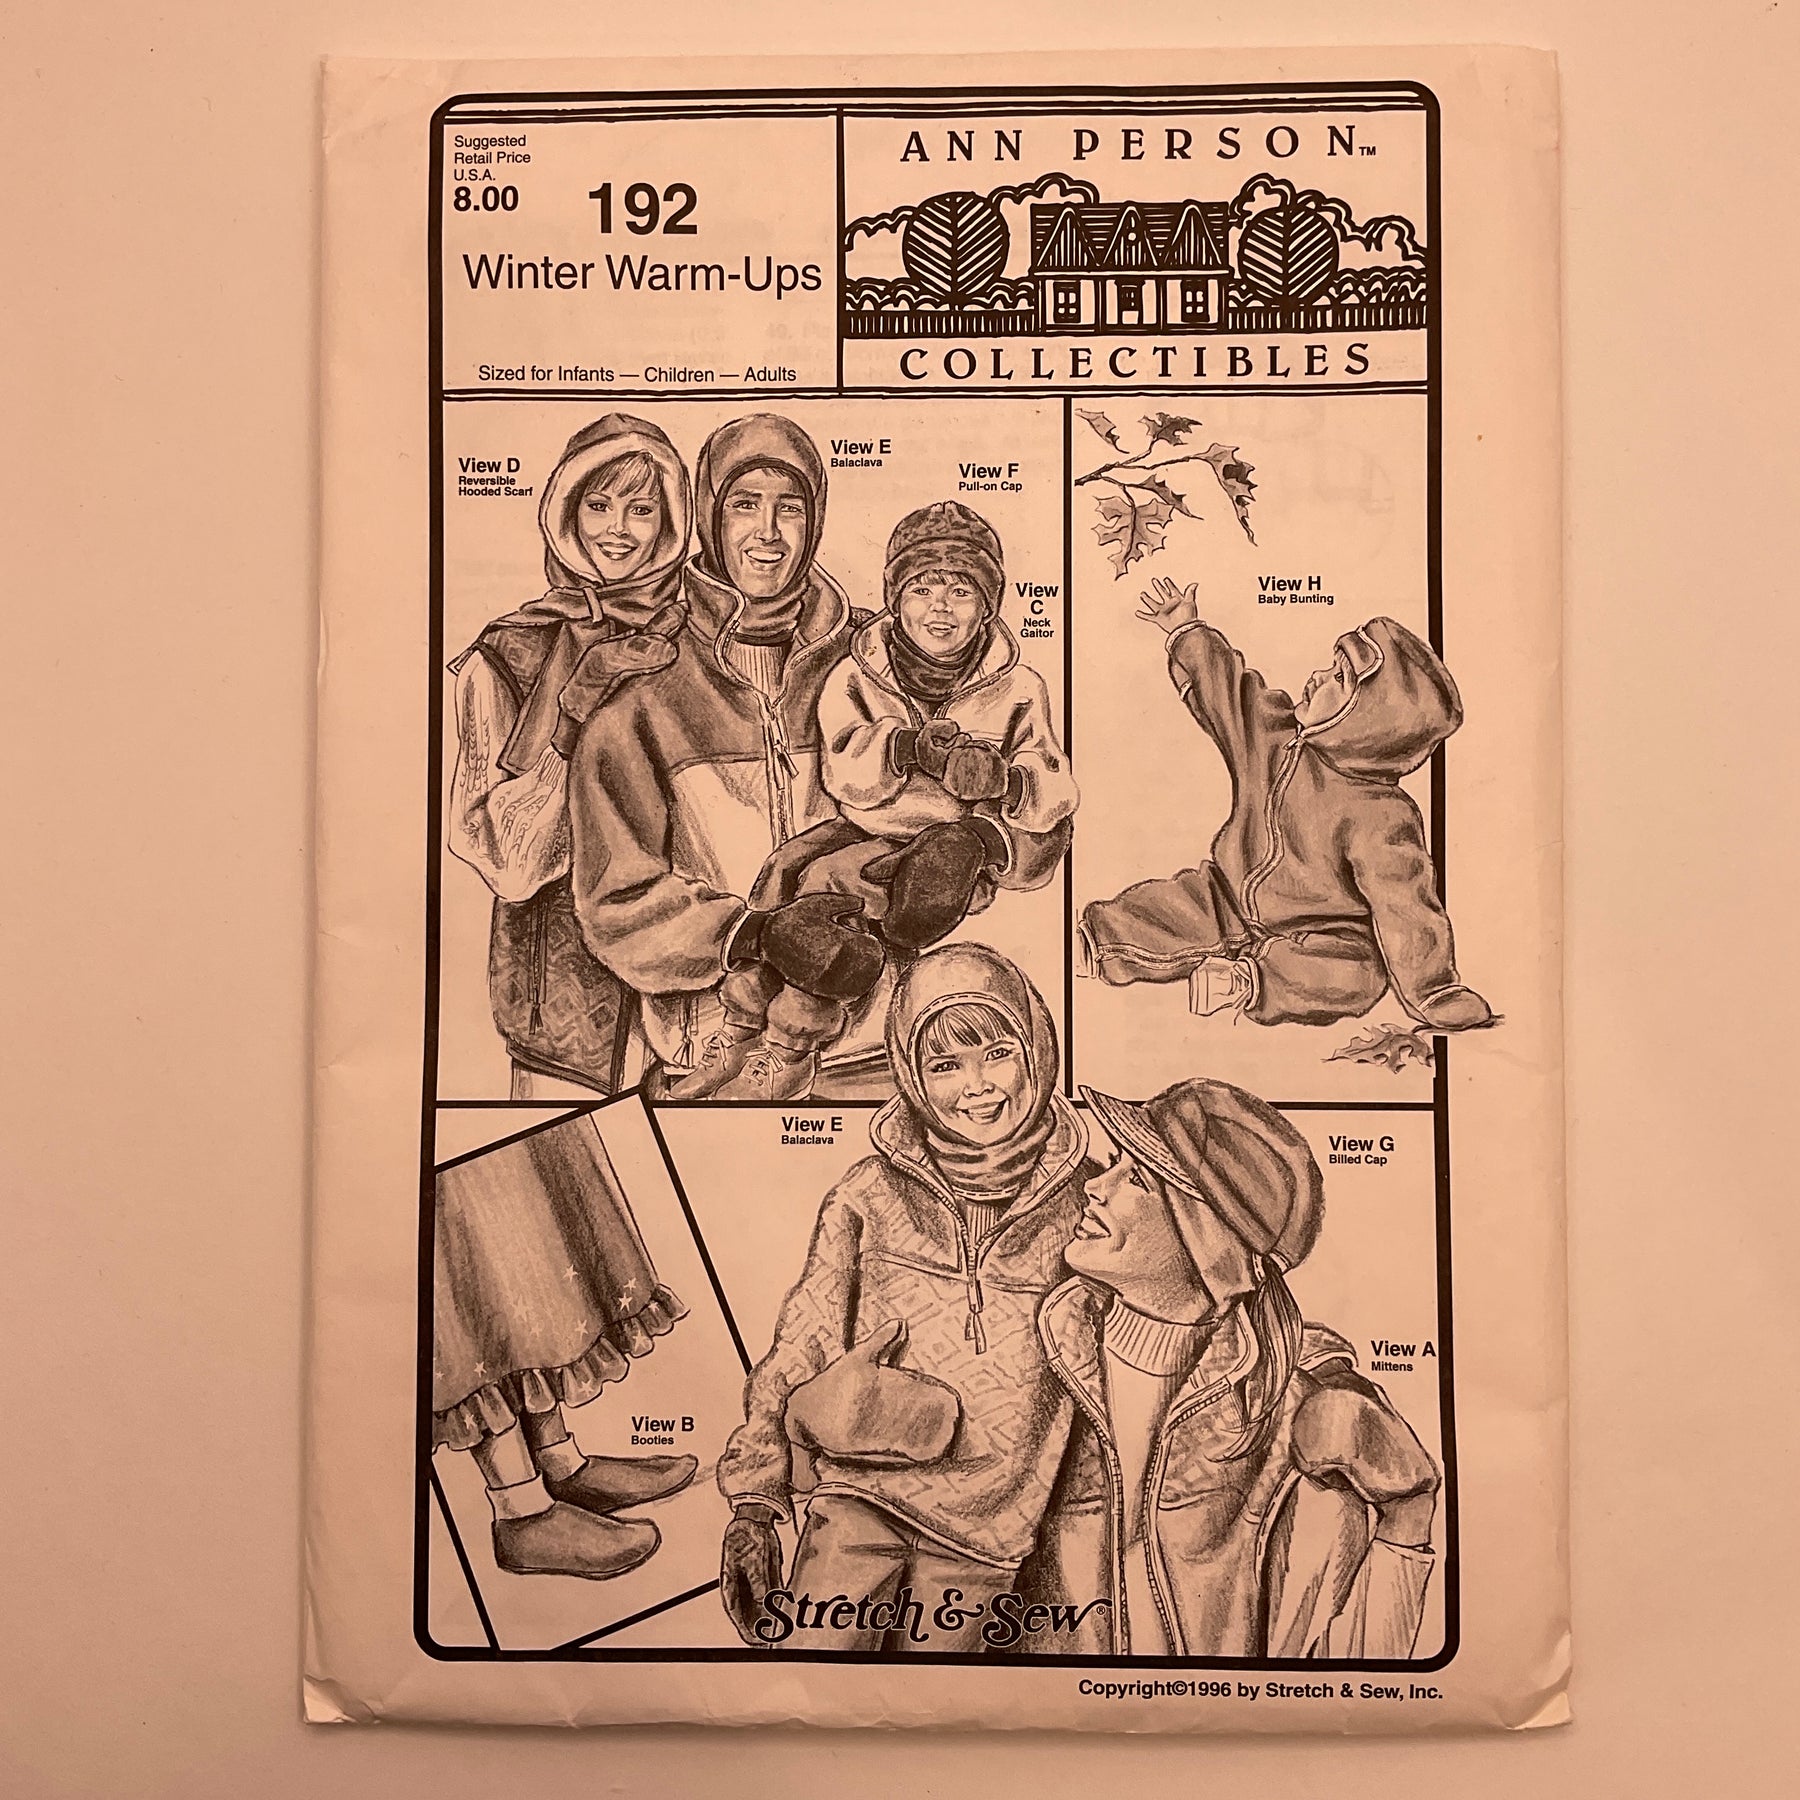 Suggested
Retail Price
U.S.A.
8.00
192
Winter Warm-Ups
Sized for Infants — Children — Adults
ANN PERSON™
COLLECTIBLES
View D
Reversible
Hooded Scarf
View E
Balaclava
View F
Pull-on Cap
View
C
Neck
Gaitor
View H
Baby Bunting
View E
Balaclava
View G
Billed Cap
View A
Mittens
View B
Booties
Stretch & Sew®
Copyright©1996 by Stretch & Sew, Inc.